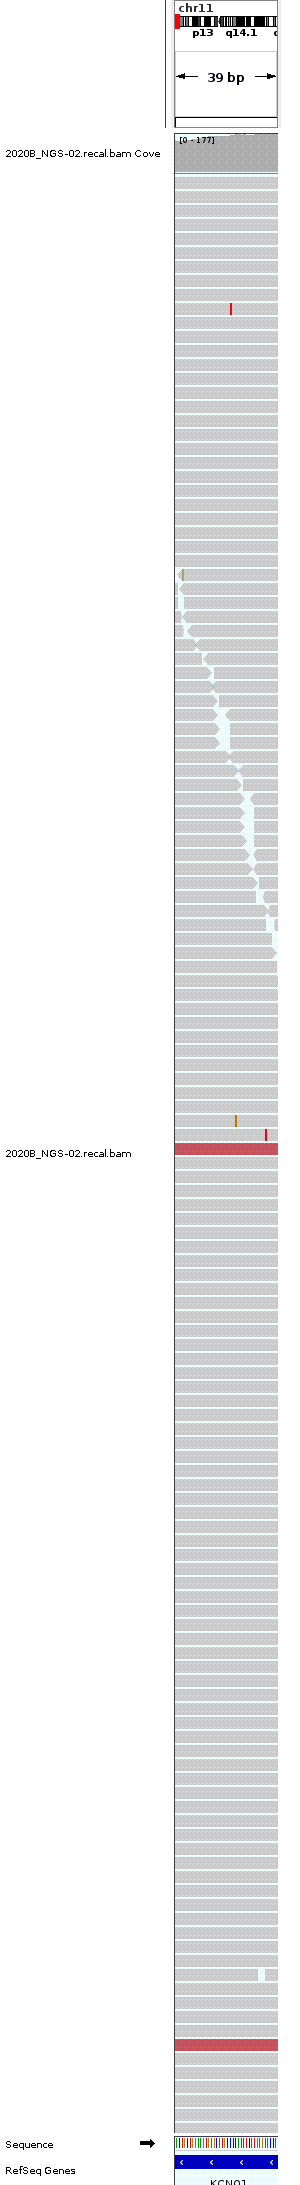 chr11
p13 q14.1
39 bp
[0 - 177]
2020B_NGS-02.recal.bam Cove
2020B_NGS-02.recal.bam
Sequence
RefSeq Genes
KCNQ1